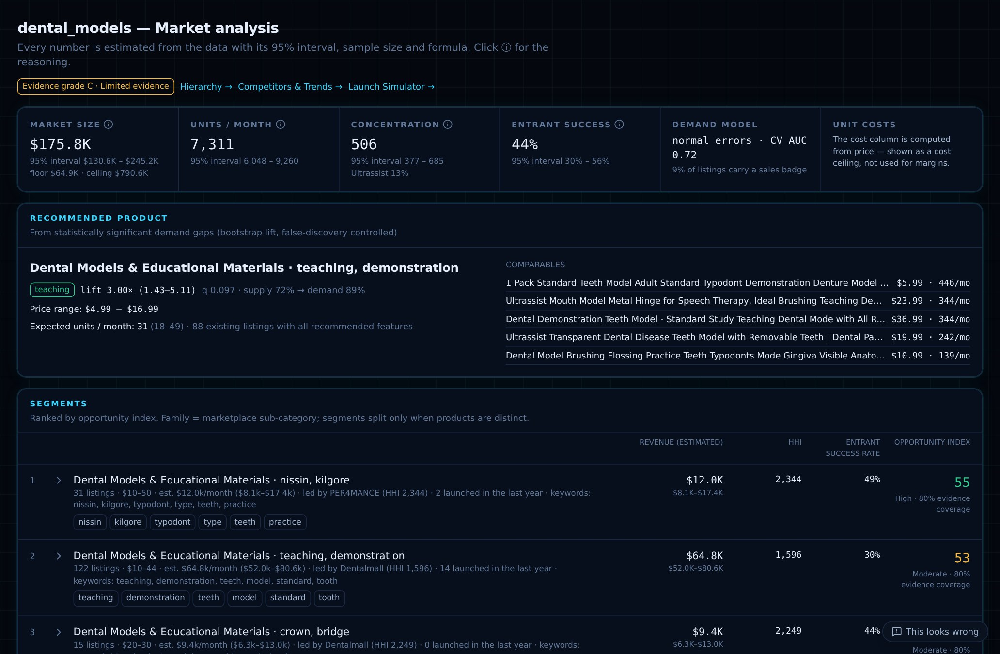 dental_models — Market analysis
Every number is estimated from the data with its 95% interval, sample size and formula. Click ⓘ for the
reasoning.
Evidence grade C · Limited evidence Hierarchy → Competitors & Trends → Launch Simulator →
MARKET SIZE ⓘ
$175.8K
95% interval $130.6K – $245.2K
floor $64.9K · ceiling $790.6K
UNITS / MONTH ⓘ
7,311
95% interval 6,048 – 9,260
CONCENTRATION ⓘ
506
95% interval 377 – 685
Ultrassist 13%
ENTRANT SUCCESS ⓘ
44%
95% interval 30% – 56%
DEMAND MODEL
normal errors · CV AUC
0.72
9% of listings carry a sales badge
UNIT COSTS
The cost column is computed
from price — shown as a cost
ceiling, not used for margins.
RECOMMENDED PRODUCT
From statistically significant demand gaps (bootstrap lift, false-discovery controlled)
Dental Models & Educational Materials · teaching, demonstration
teaching lift 3.00× (1.43–5.11) q 0.097 · supply 72% → demand 89%
Price range: $4.99 – $16.99
Expected units / month: 31 (18–49) · 88 existing listings with all recommended features
COMPARABLES
1 Pack Standard Teeth Model Adult Standard Typodont Demonstration Denture Model ... $5.99 · 446/mo
Ultrassist Mouth Model Metal Hinge for Speech Therapy, Ideal Brushing Teaching De... $23.99 · 344/mo
Dental Demonstration Teeth Model - Standard Study Teaching Dental Mode with All R... $36.99 · 344/mo
Ultrassist Transparent Dental Disease Teeth Model with Removable Teeth | Dental Pa... $19.99 · 242/mo
Dental Model Brushing Flossing Practice Teeth Typodonts Mode Gingiva Visible Anato... $10.99 · 139/mo
SEGMENTS
Ranked by opportunity index. Family = marketplace sub-category; segments split only when products are distinct.
REVENUE (ESTIMATED) HHI ENTRANT SUCCESS RATE OPPORTUNITY INDEX
1 Dental Models & Educational Materials · nissin, kilgore $12.0K 2,344 49% 55
31 listings · $10–50 · est. $12.0k/month ($8.1k–$17.4k) · led by PER4MANCE (HHI 2,344) · 2 launched in the last year · keywords: $8.1K–$17.4K
nissin, kilgore, typodont, type, teeth, practice
High · 80% evidence
coverage
nissin kilgore typodont type teeth practice
2 Dental Models & Educational Materials · teaching, demonstration $64.8K 1,596 30% 53
122 listings · $10–44 · est. $64.8k/month ($52.0k–$80.6k) · led by Dentalmall (HHI 1,596) · 14 launched in the last year · $52.0K–$80.6K
keywords: teaching, demonstration, teeth, model, standard, tooth
Moderate · 80%
evidence coverage
teaching demonstration teeth model standard tooth
3 Dental Models & Educational Materials · crown, bridge $9.4K 2,249 44%
This looks wrong
15 listings · $20–30 · est. $9.4k/month ($6.3k–$13.0k) · led by Dentalmall (HHI 2,249) · 0 launched in the last year · keywords: $6.3K–$13.0K
Moderate · 80%